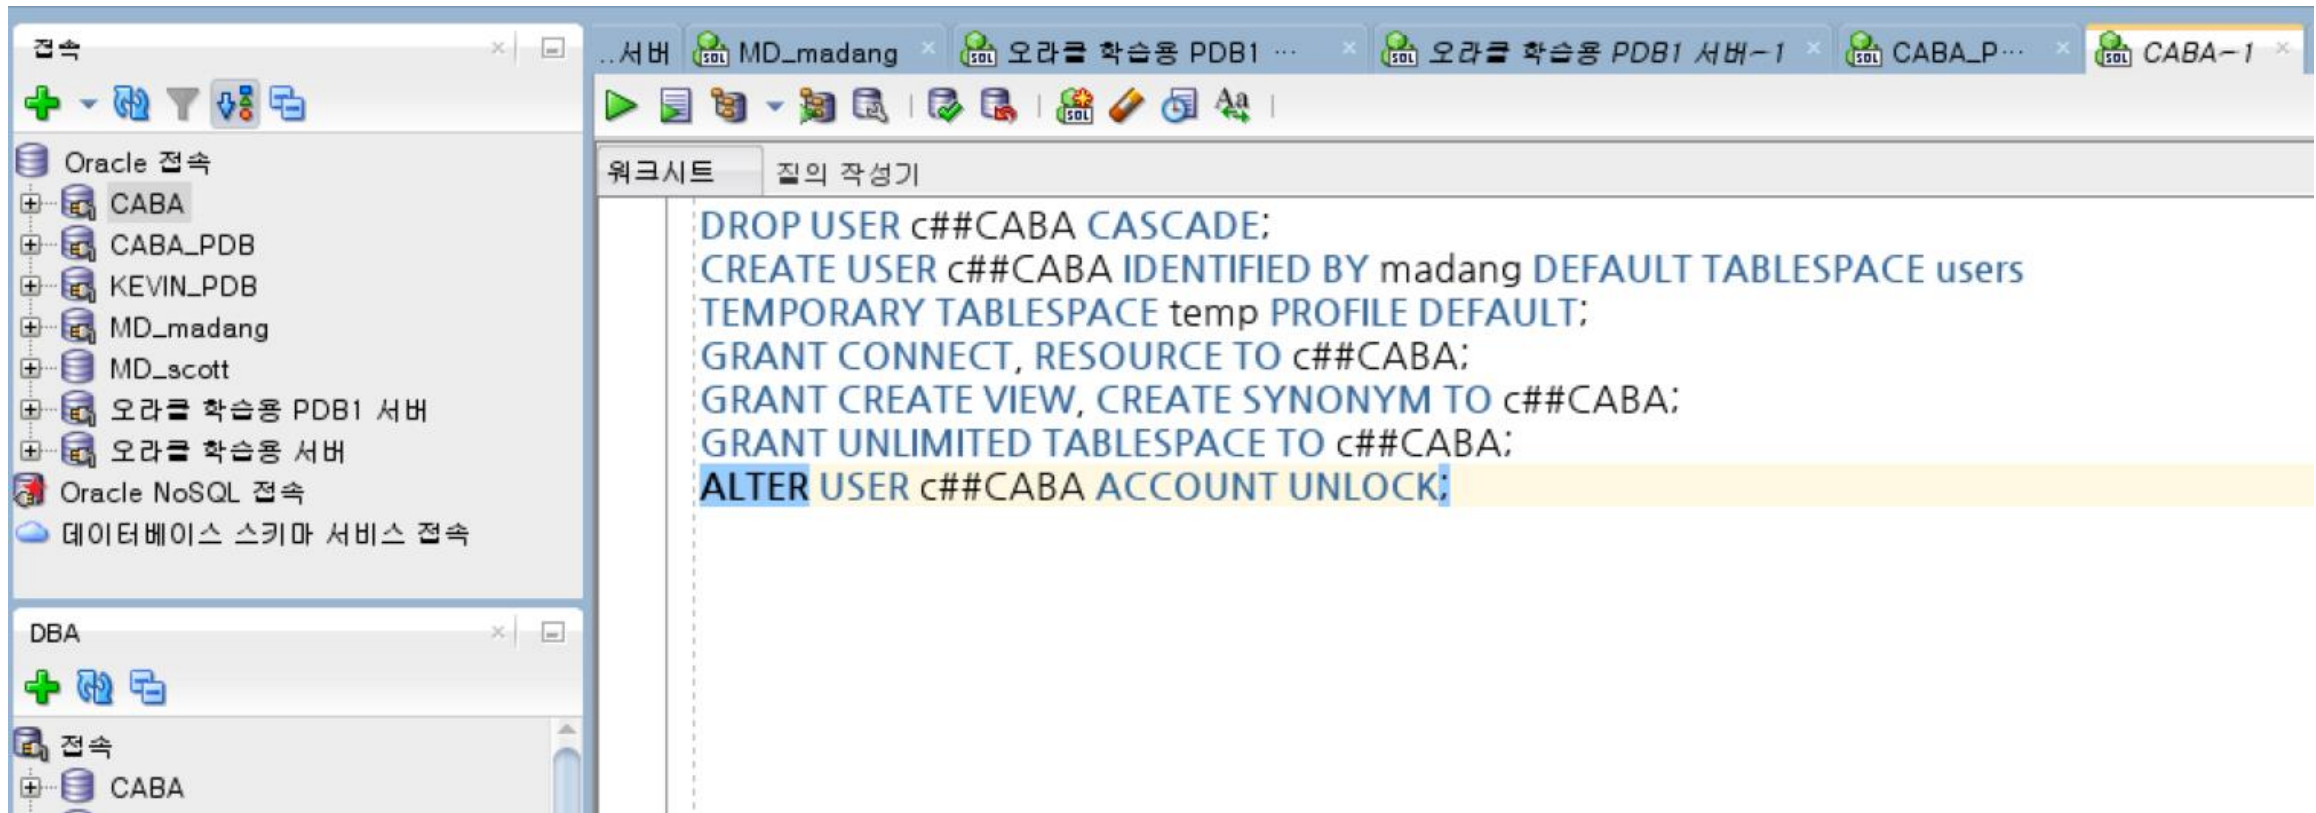 접속
Oracle 접속
CABA
CABA_PDB
KEVIN_PDB
MD_madang
MD_scott
오라클 학습용 PDB1 서버
오라클 학습용 서버
Oracle NoSQL 접속
데이터베이스 스키마 서비스 접속
DBA
접속
CABA
...서버 MD_madang 오라클 학습용 PDB1 ... 오라클 학습용 PDB1 서버~1 CABA_P... CABA~1
워크시트 질의 작성기
DROP USER c##CABA CASCADE;
CREATE USER c##CABA IDENTIFIED BY madang DEFAULT TABLESPACE users
TEMPORARY TABLESPACE temp PROFILE DEFAULT;
GRANT CONNECT, RESOURCE TO c##CABA;
GRANT CREATE VIEW, CREATE SYNONYM TO c##CABA;
GRANT UNLIMITED TABLESPACE TO c##CABA;
ALTER USER c##CABA ACCOUNT UNLOCK;